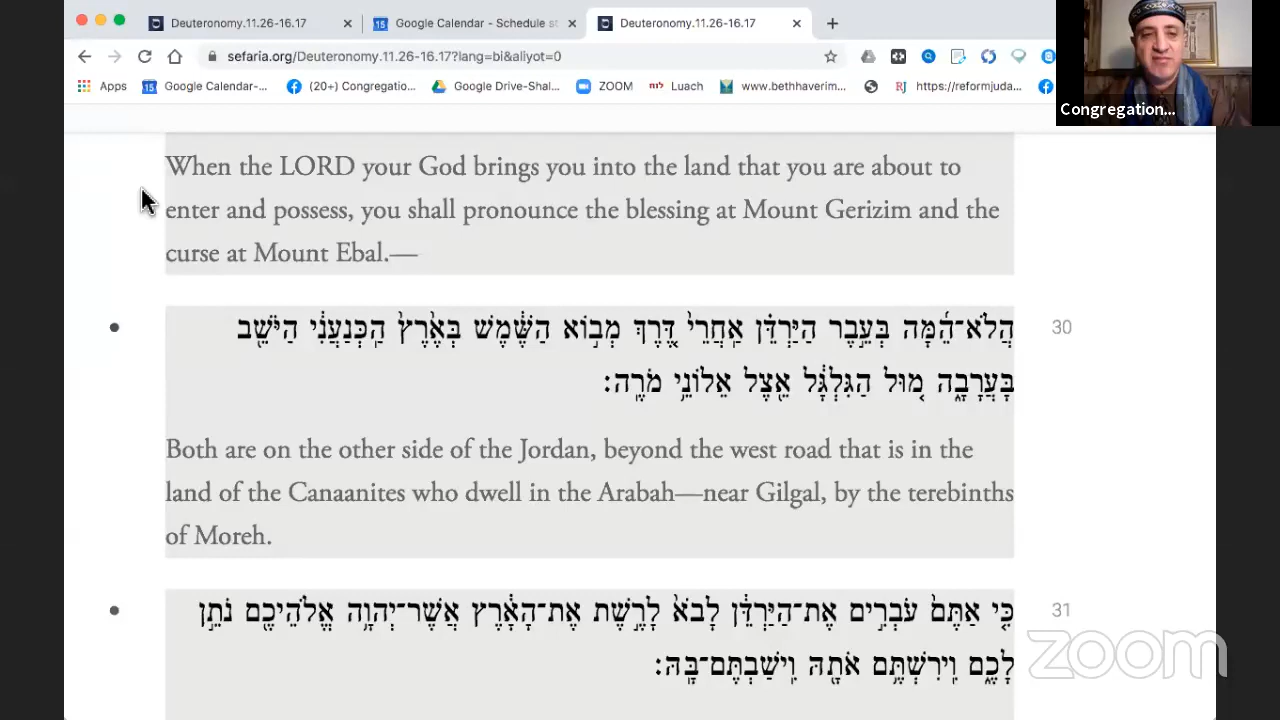 Deuteronomy.11.26-16.17
Google Calendar - Schedule st
Deuteronomy.11.26-16.17
sefaria.org/Deuteronomy.11.26-16.17?lang=bi&aliyot=0
Apps
Google Calendar-...
(20+) Congregatio...
Google Drive-Shal...
ZOOM
לוח Luach
www.bethhaverim...
RJ https://reformjuda...
Congregation...
When the LORD your God brings you into the land that you are about to
enter and possess, you shall pronounce the blessing at Mount Gerizim and the
curse at Mount Ebal.—
30
הֲלֹא־הֵ֜מָּה בְּעֵ֣בֶר הַיַּרְדֵּ֗ן אַֽחֲרֵי֙ דֶּ֚רֶךְ מְב֣וֹא הַשֶּׁ֔מֶשׁ בְּאֶ֙רֶץ֙ הַֽכְּנַעֲנִ֔י הַיֹּשֵׁ֖ב
בָּעֲרָבָ֑ה מ֚וּל הַגִּלְגָּ֔ל אֵ֖צֶל אֵלוֹנֵ֥י מֹרֶֽה׃
Both are on the other side of the Jordan, beyond the west road that is in the
land of the Canaanites who dwell in the Arabah—near Gilgal, by the terebinths
of Moreh.
31
כִּ֤י אַתֶּם֙ עֹבְרִ֣ים אֶת־הַיַּרְדֵּ֔ן לָבֹא֙ לָרֶ֣שֶׁת אֶת־הָאָ֔רֶץ אֲשֶׁר־יְהוָ֥ה אֱלֹהֵיכֶ֖ם נֹתֵ֣ן
לָכֶ֑ם וִֽירִשְׁתֶּ֥ם אֹתָ֖הּ וִֽישַׁבְתֶּם־בָּֽהּ׃
zoom